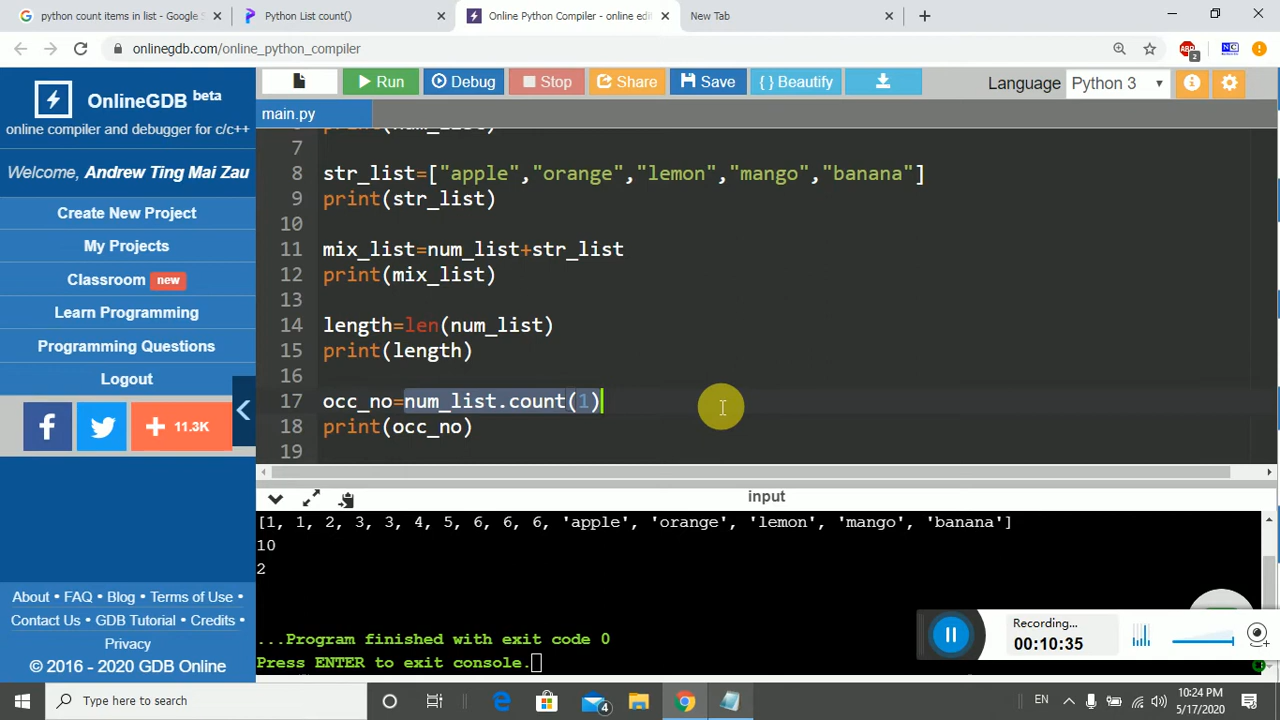 python count items in list - Google S
Python List count()
Online Python Compiler - online edi
New Tab
onlinegdb.com/online_python_compiler
ABP
2
NC
OnlineGDB beta
online compiler and debugger for c/c++
Welcome, Andrew Ting Mai Zau
Create New Project
My Projects
Classroom new
Learn Programming
Programming Questions
Logout
11.3K
About • FAQ • Blog • Terms of Use •
Contact Us • GDB Tutorial • Credits •
Privacy
© 2016 - 2020 GDB Online
Run
Debug
Stop
Share
Save
{ } Beautify
Language Python 3
main.py
print(num_list)
7
8 str_list=["apple","orange","lemon","mango","banana"]
9 print(str_list)
10
11 mix_list=num_list+str_list
12 print(mix_list)
13
14 length=len(num_list)
15 print(length)
16
17 occ_no=num_list.count(1)
18 print(occ_no)
19
input
[1, 1, 2, 3, 3, 4, 5, 6, 6, 6, 'apple', 'orange', 'lemon', 'mango', 'banana']
10
2
...Program finished with exit code 0
Press ENTER to exit console.
Recording...
00:10:35
Type here to search
4
EN
10:24 PM
5/17/2020